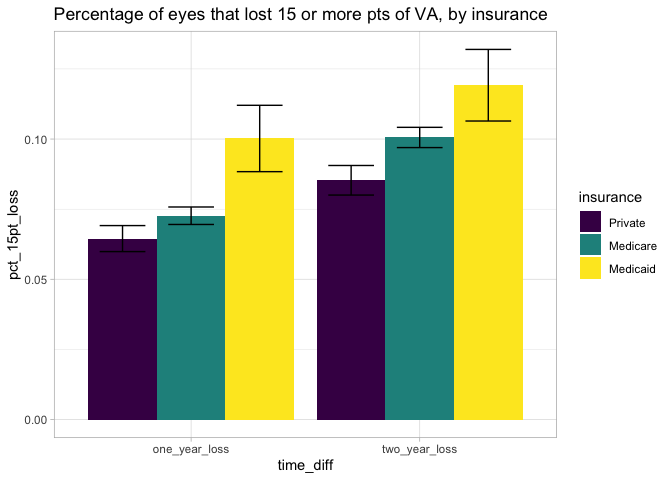 Percentage of eyes that lost 15 or more pts of VA, by insurance
pct_15pt_loss
0.10
0.05
0.00
one_year_loss
two_year_loss
time_diff
insurance
Private
Medicare
Medicaid